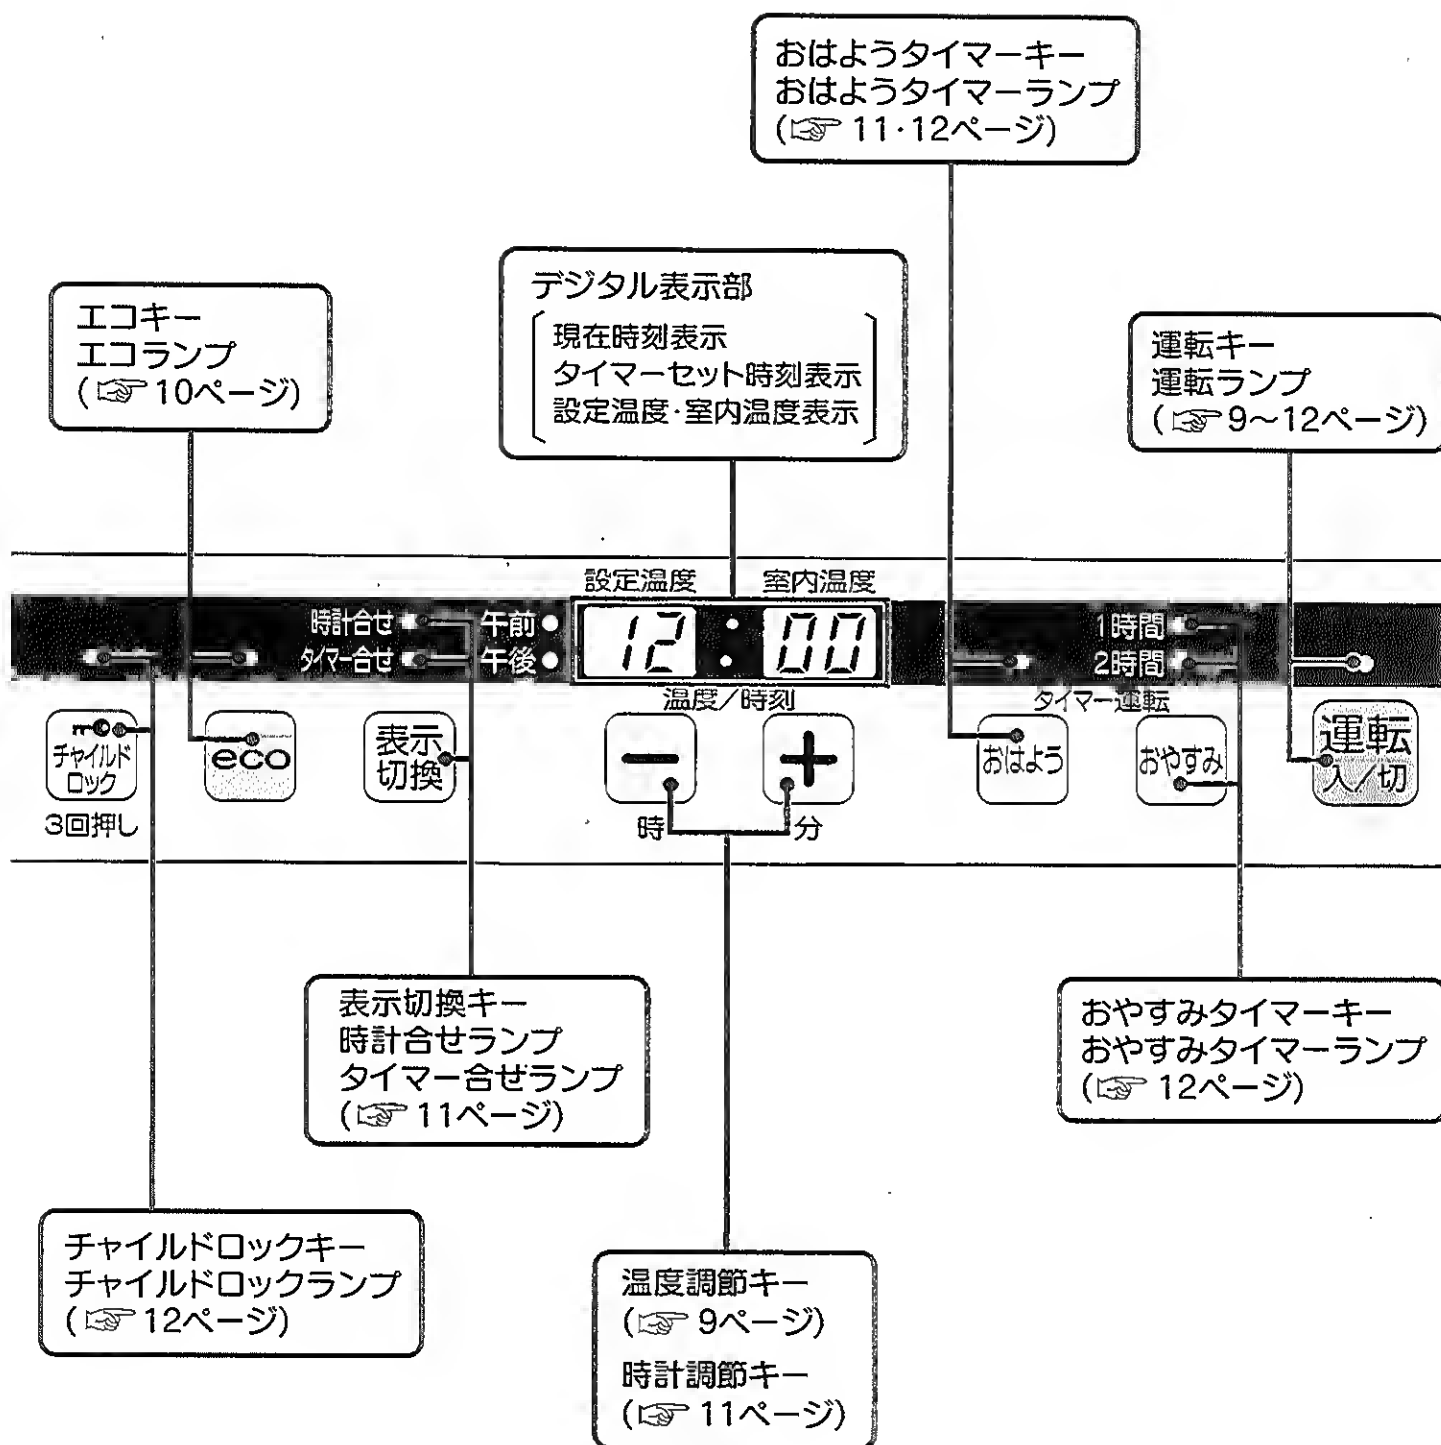 おはようタイマーキー
おはようタイマーランプ
(☞ 11·12ページ)
デジタル表示部
現在時刻表示
タイマーセット時刻表示
設定温度·室内温度表示
エコキー
エコランプ
(☞ 10ページ)
運転キー
運転ランプ
(☞ 9～12ページ)
設定温度 室内温度
時計合せ 午前 12:00 1時間
タイマー合せ 午後 2時間
温度/時刻 タイマー運転
チャイルド
ロック
eco
表示
切換
− +
おはよう
おやすみ
運転
入/切
3回押し 時 分
表示切換キー
時計合せランプ
タイマー合せランプ
(☞ 11ページ)
おやすみタイマーキー
おやすみタイマーランプ
(☞ 12ページ)
チャイルドロックキー
チャイルドロックランプ
(☞ 12ページ)
温度調節キー
(☞ 9ページ)
時計調節キー
(☞ 11ページ)